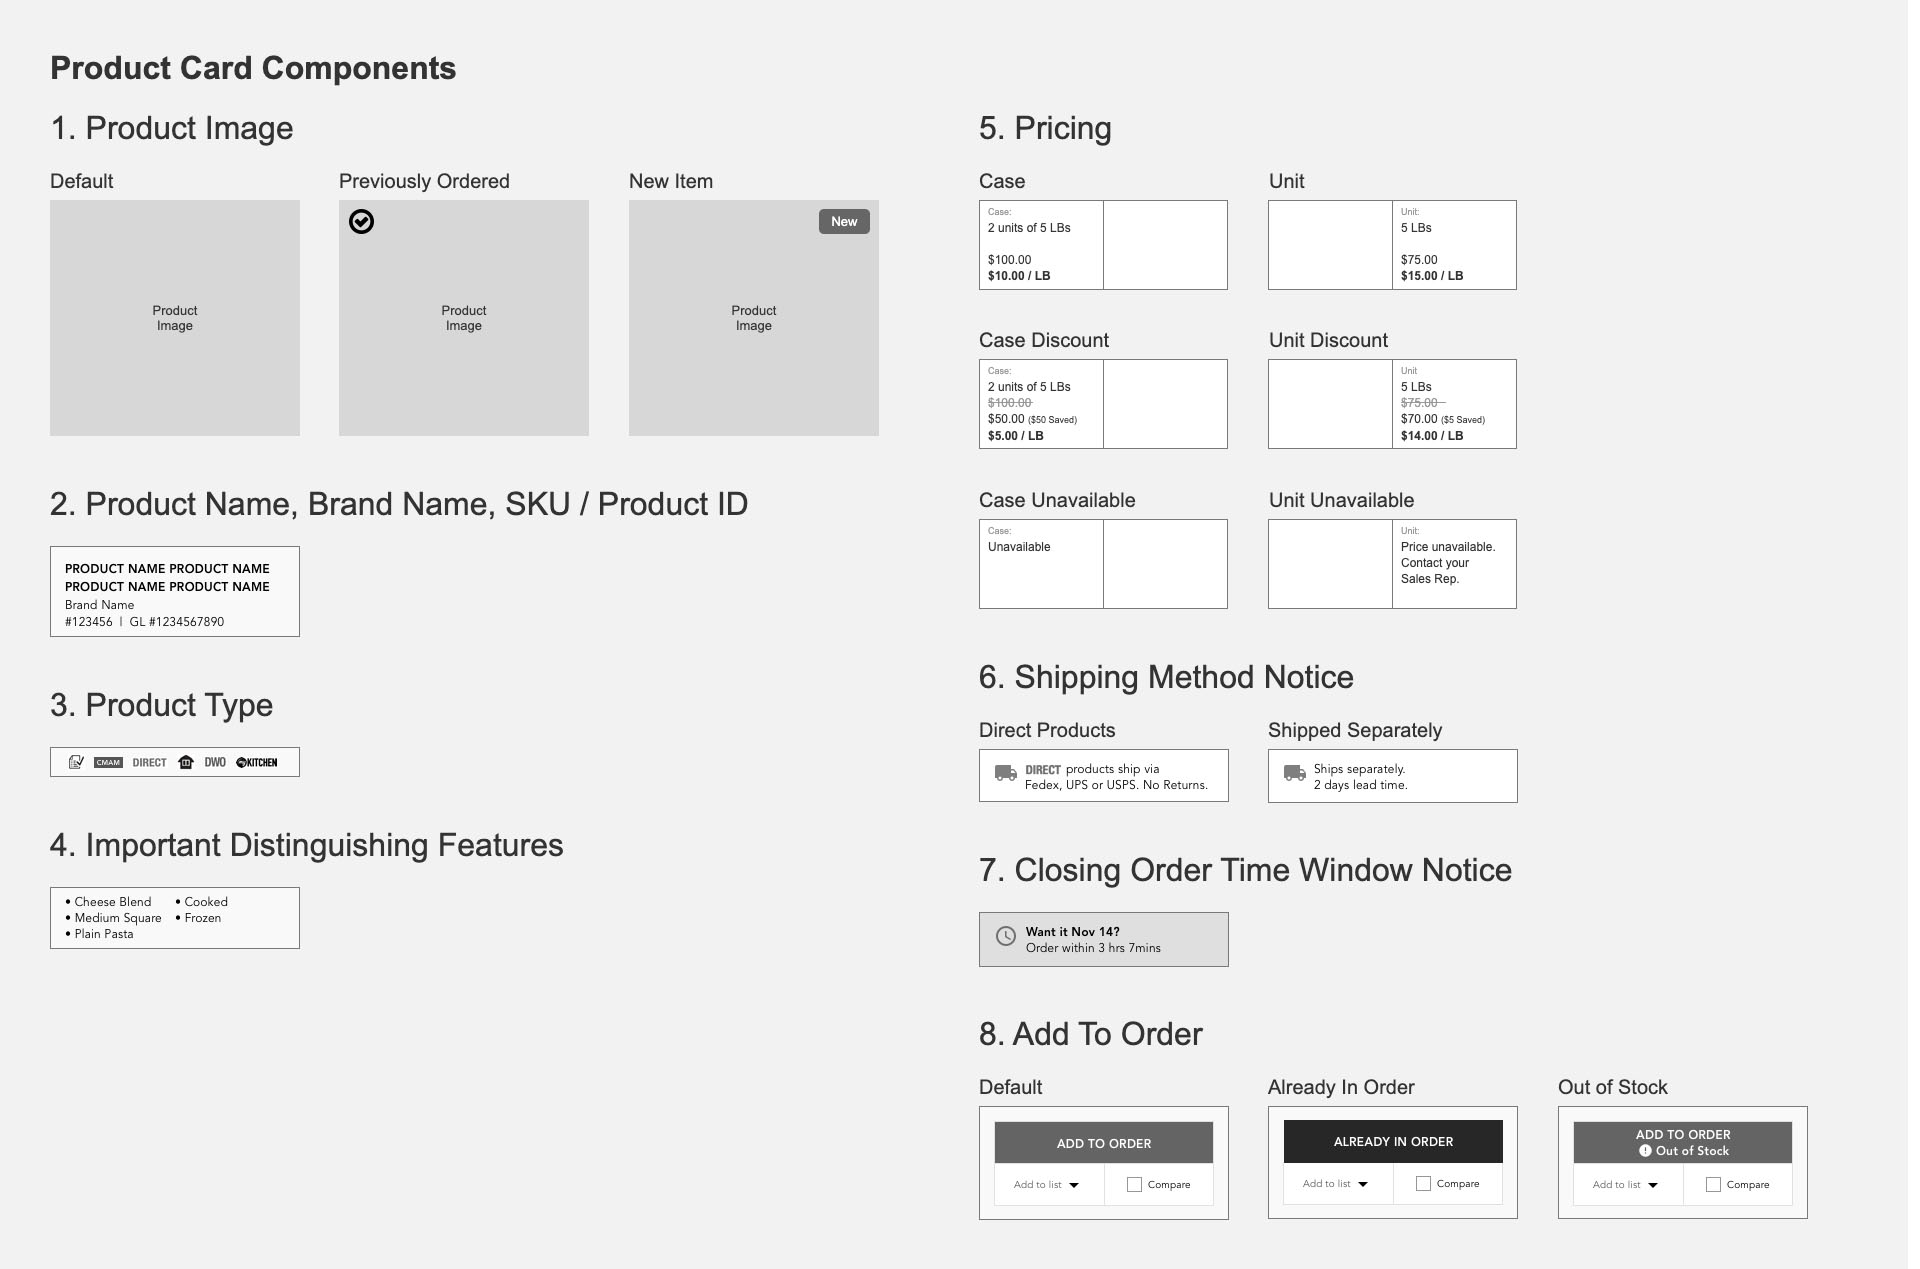 Product Card Components
1. Product Image
Default
Product
Image
Previously Ordered
Product
Image
New Item
New
Product
Image
2. Product Name, Brand Name, SKU / Product ID
PRODUCT NAME PRODUCT NAME
PRODUCT NAME PRODUCT NAME
Brand Name
#123456 | GL #1234567890
3. Product Type
CMAM DIRECT DWO KITCHEN
4. Important Distinguishing Features
• Cheese Blend • Cooked
• Medium Square • Frozen
• Plain Pasta
5. Pricing
Case
Case:
2 units of 5 LBs
$100.00
$10.00 / LB
Unit
Unit:
5 LBs
$75.00
$15.00 / LB
Case Discount
Case:
2 units of 5 LBs
$100.00
$50.00 ($50 Saved)
$5.00 / LB
Unit Discount
Unit
5 LBs
$75.00
$70.00 ($5 Saved)
$14.00 / LB
Case Unavailable
Case:
Unavailable
Unit Unavailable
Unit:
Price unavailable.
Contact your
Sales Rep.
6. Shipping Method Notice
Direct Products
DIRECT products ship via
Fedex, UPS or USPS. No Returns.
Shipped Separately
Ships separately.
2 days lead time.
7. Closing Order Time Window Notice
Want it Nov 14?
Order within 3 hrs 7mins
8. Add To Order
Default
ADD TO ORDER
Add to list Compare
Already In Order
ALREADY IN ORDER
Add to list Compare
Out of Stock
ADD TO ORDER
Out of Stock
Add to list Compare